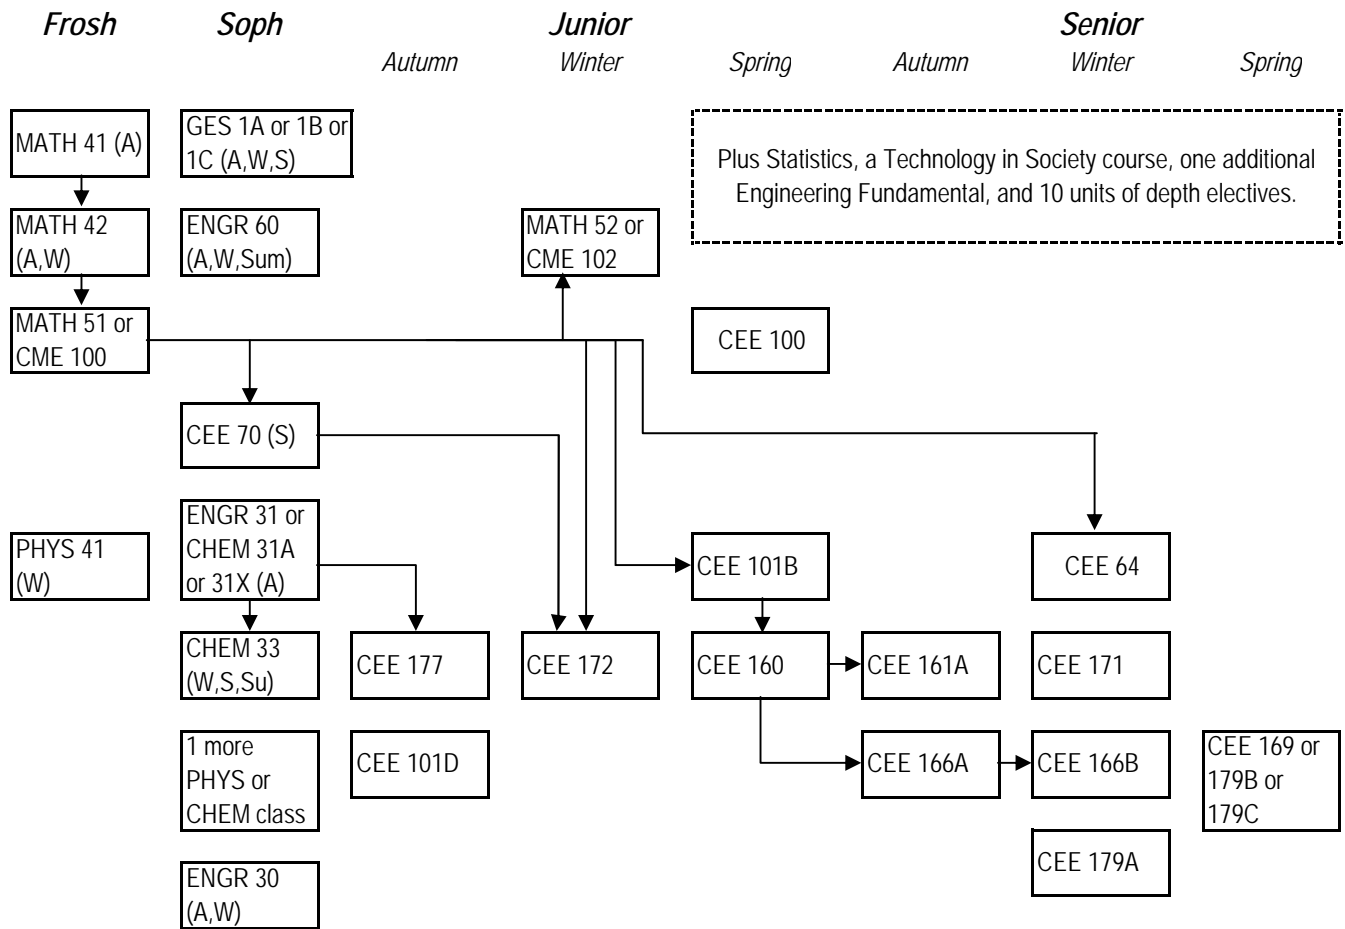 Frosh
Soph
Junior
Senior
Autumn
Winter
Spring
Autumn
Winter
Spring
MATH 41 (A)
GES 1A or 1B or
1C (A,W,S)
Plus Statistics, a Technology in Society course, one additional
Engineering Fundamental, and 10 units of depth electives.
MATH 42
(A,W)
ENGR 60
(A,W,Sum)
MATH 52 or
CME 102
MATH 51 or
CME 100
CEE 100
CEE 70 (S)
PHYS 41
(W)
ENGR 31 or
CHEM 31A
or 31X (A)
CEE 101B
CEE 64
CHEM 33
(W,S,Su)
CEE 177
CEE 172
CEE 160
CEE 161A
CEE 171
1 more
PHYS or
CHEM class
CEE 101D
CEE 166A
CEE 166B
CEE 169 or
179B or
179C
CEE 179A
ENGR 30
(A,W)